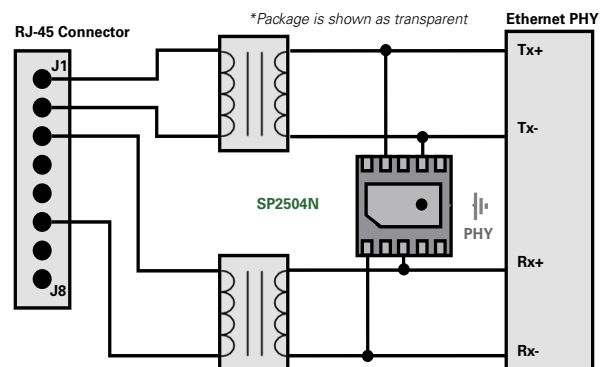 *Package is shown as transparent
Ethernet PHY
RJ-45 Connector
J1
Tx+
Tx-
SP2504N
PHY
Rx+
J8
Rx-